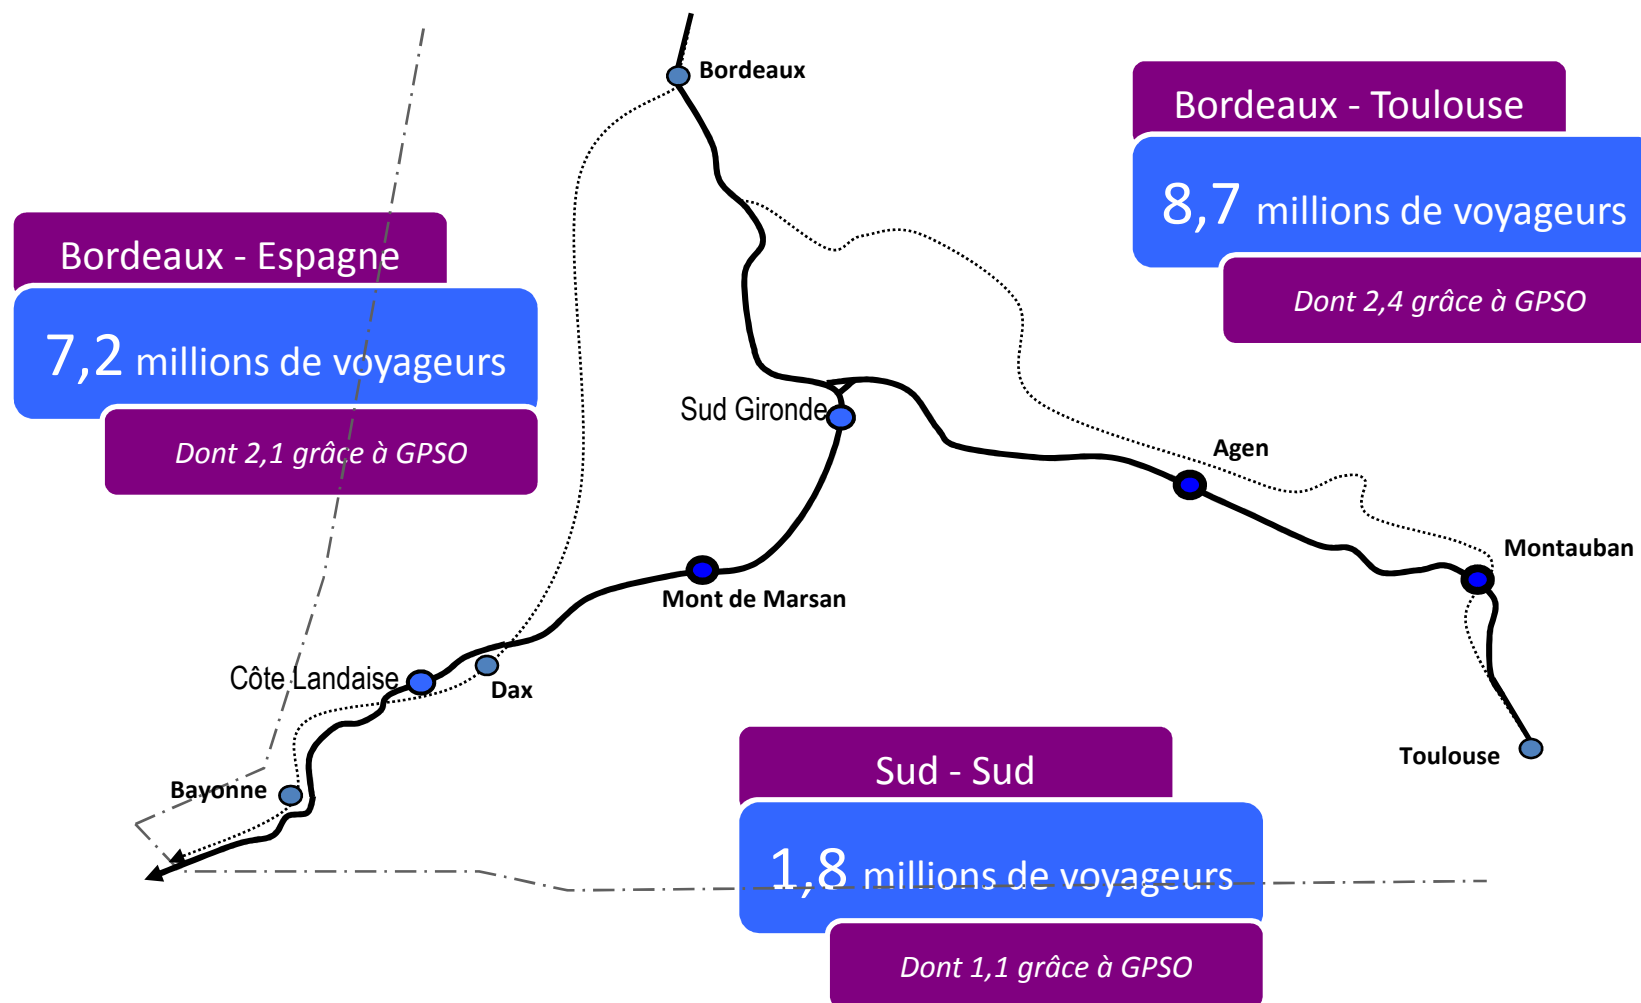 Bordeaux
Bordeaux - Toulouse
8,7 millions de voyageurs
Dont 2,4 grâce à GPSO
Bordeaux - Espagne
7,2 millions de voyageurs
Dont 2,1 grâce à GPSO
Sud Gironde
Agen
Montauban
Mont de Marsan
Côte Landaise
Dax
Toulouse
Bayonne
Sud - Sud
1,8 millions de voyageurs
Dont 1,1 grâce à GPSO